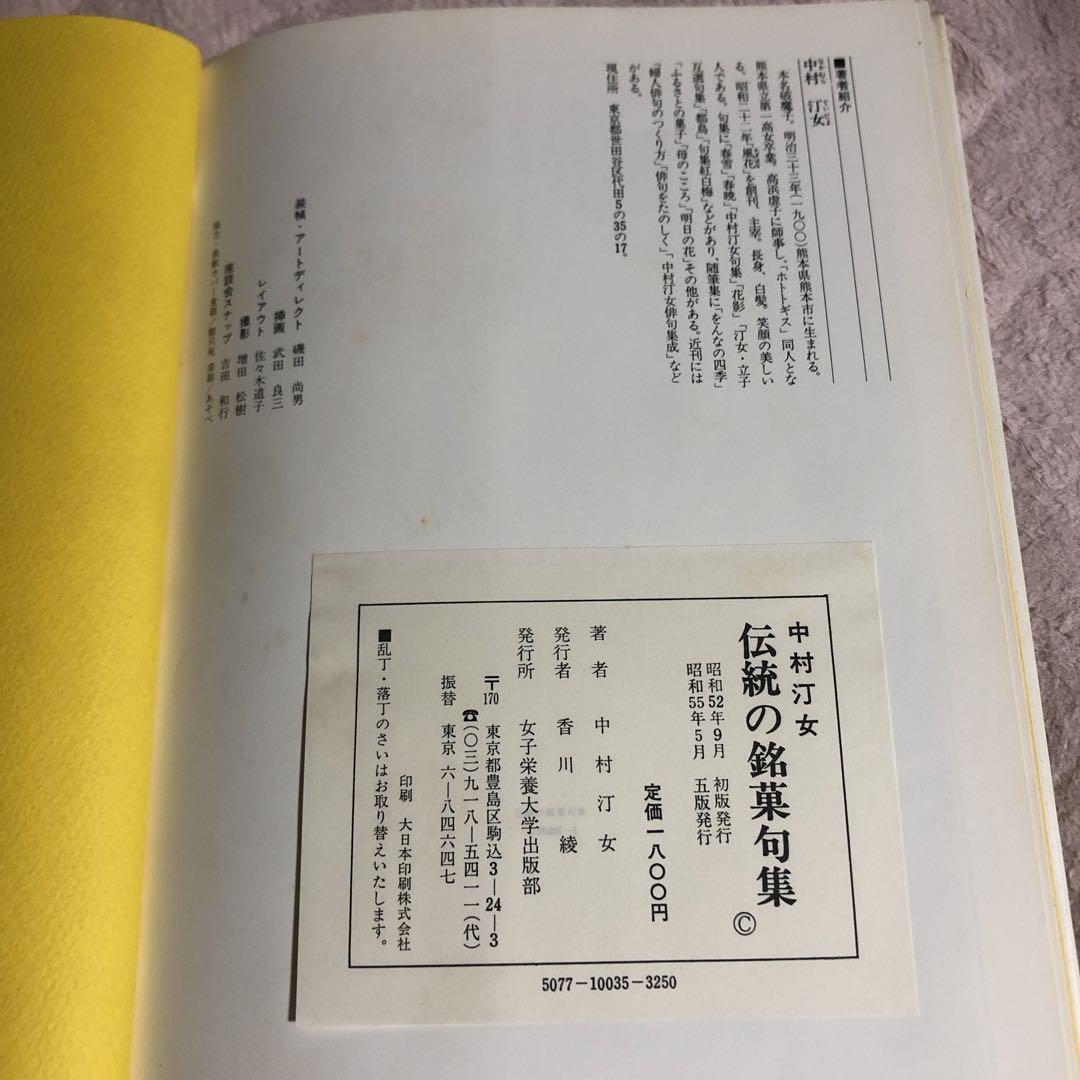 ■著者紹介
中村 汀女
本名破魔子。明治三十三年(一九〇〇)熊本県熊本市に生まれる。
熊本県立第一高女卒業。高浜虚子に師事し、「ホトトギス」同人とな
る。昭和二十二年「風花」を創刊、主宰。長身、白髪。笑顔の美しい
人である。句集に「春雪」「春暁」「中村汀女句集」「花影」「汀女・立子
互選句集」「都鳥」「句集紅白梅」などがあり、随筆集に「をんなの四季」
「ふるさとの菓子」「母のこころ」「明日の花」その他がある。近刊には
「婦人俳句のつくり方」「俳句をたのしく」「中村汀女俳句集成」など
がある。
現住所 東京都世田谷区代田5の35の17。
装幀・アートディレクト 磯田 尚男
挿画 武田 良三
レイアウト 佐々木道子
撮影 増田 松樹
座談会スナップ 吉田 和行
中村汀女
伝統の銘菓句集 ©
昭和52年9月 初版発行
昭和55年5月 五版発行
定価一八〇〇円
著者 中村汀女
発行者 香川 綾
発行所 女子栄養大学出版部
〒170 東京都豊島区駒込3—24—3
☎(〇三)九一八—五四一一(代)
振替 東京 六—八四六四七
印刷 大日本印刷株式会社
■乱丁・落丁のさいはお取り替えいたします。
5077-10035-3250